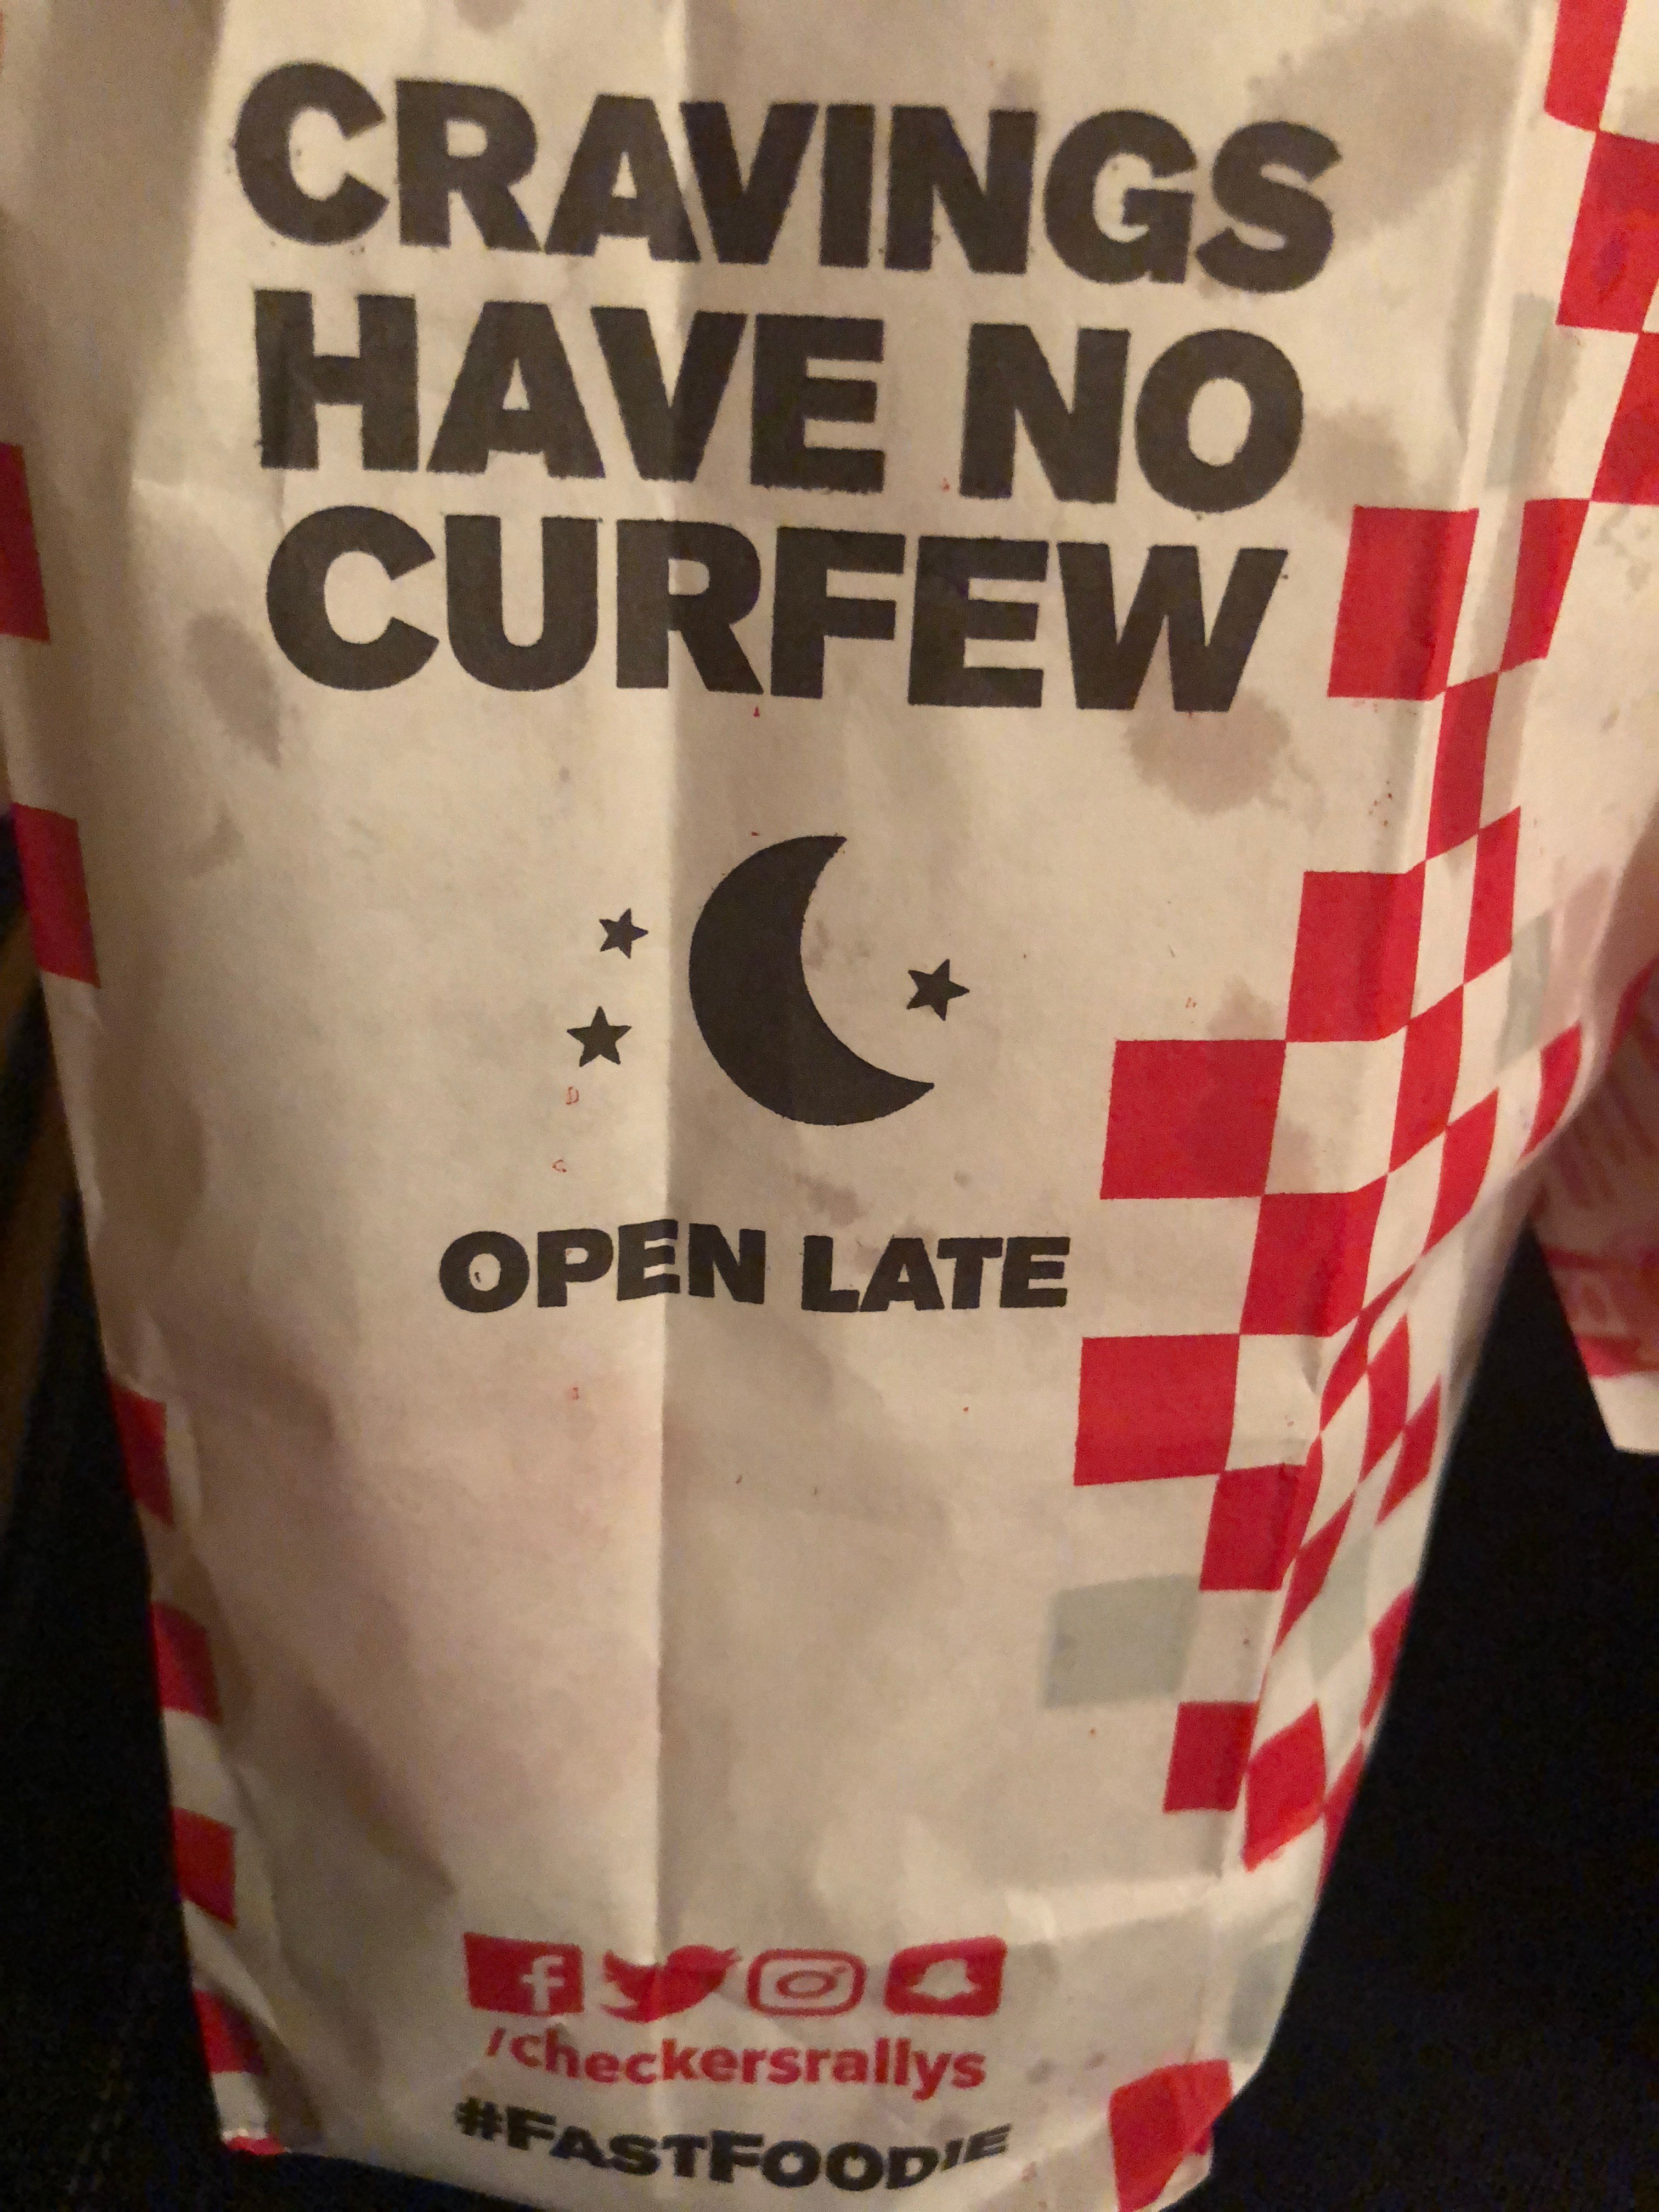 CRAVINGS
HAVE NO
CURFEW
OPEN LATE
/checkersrallys
#FASTFOODIE